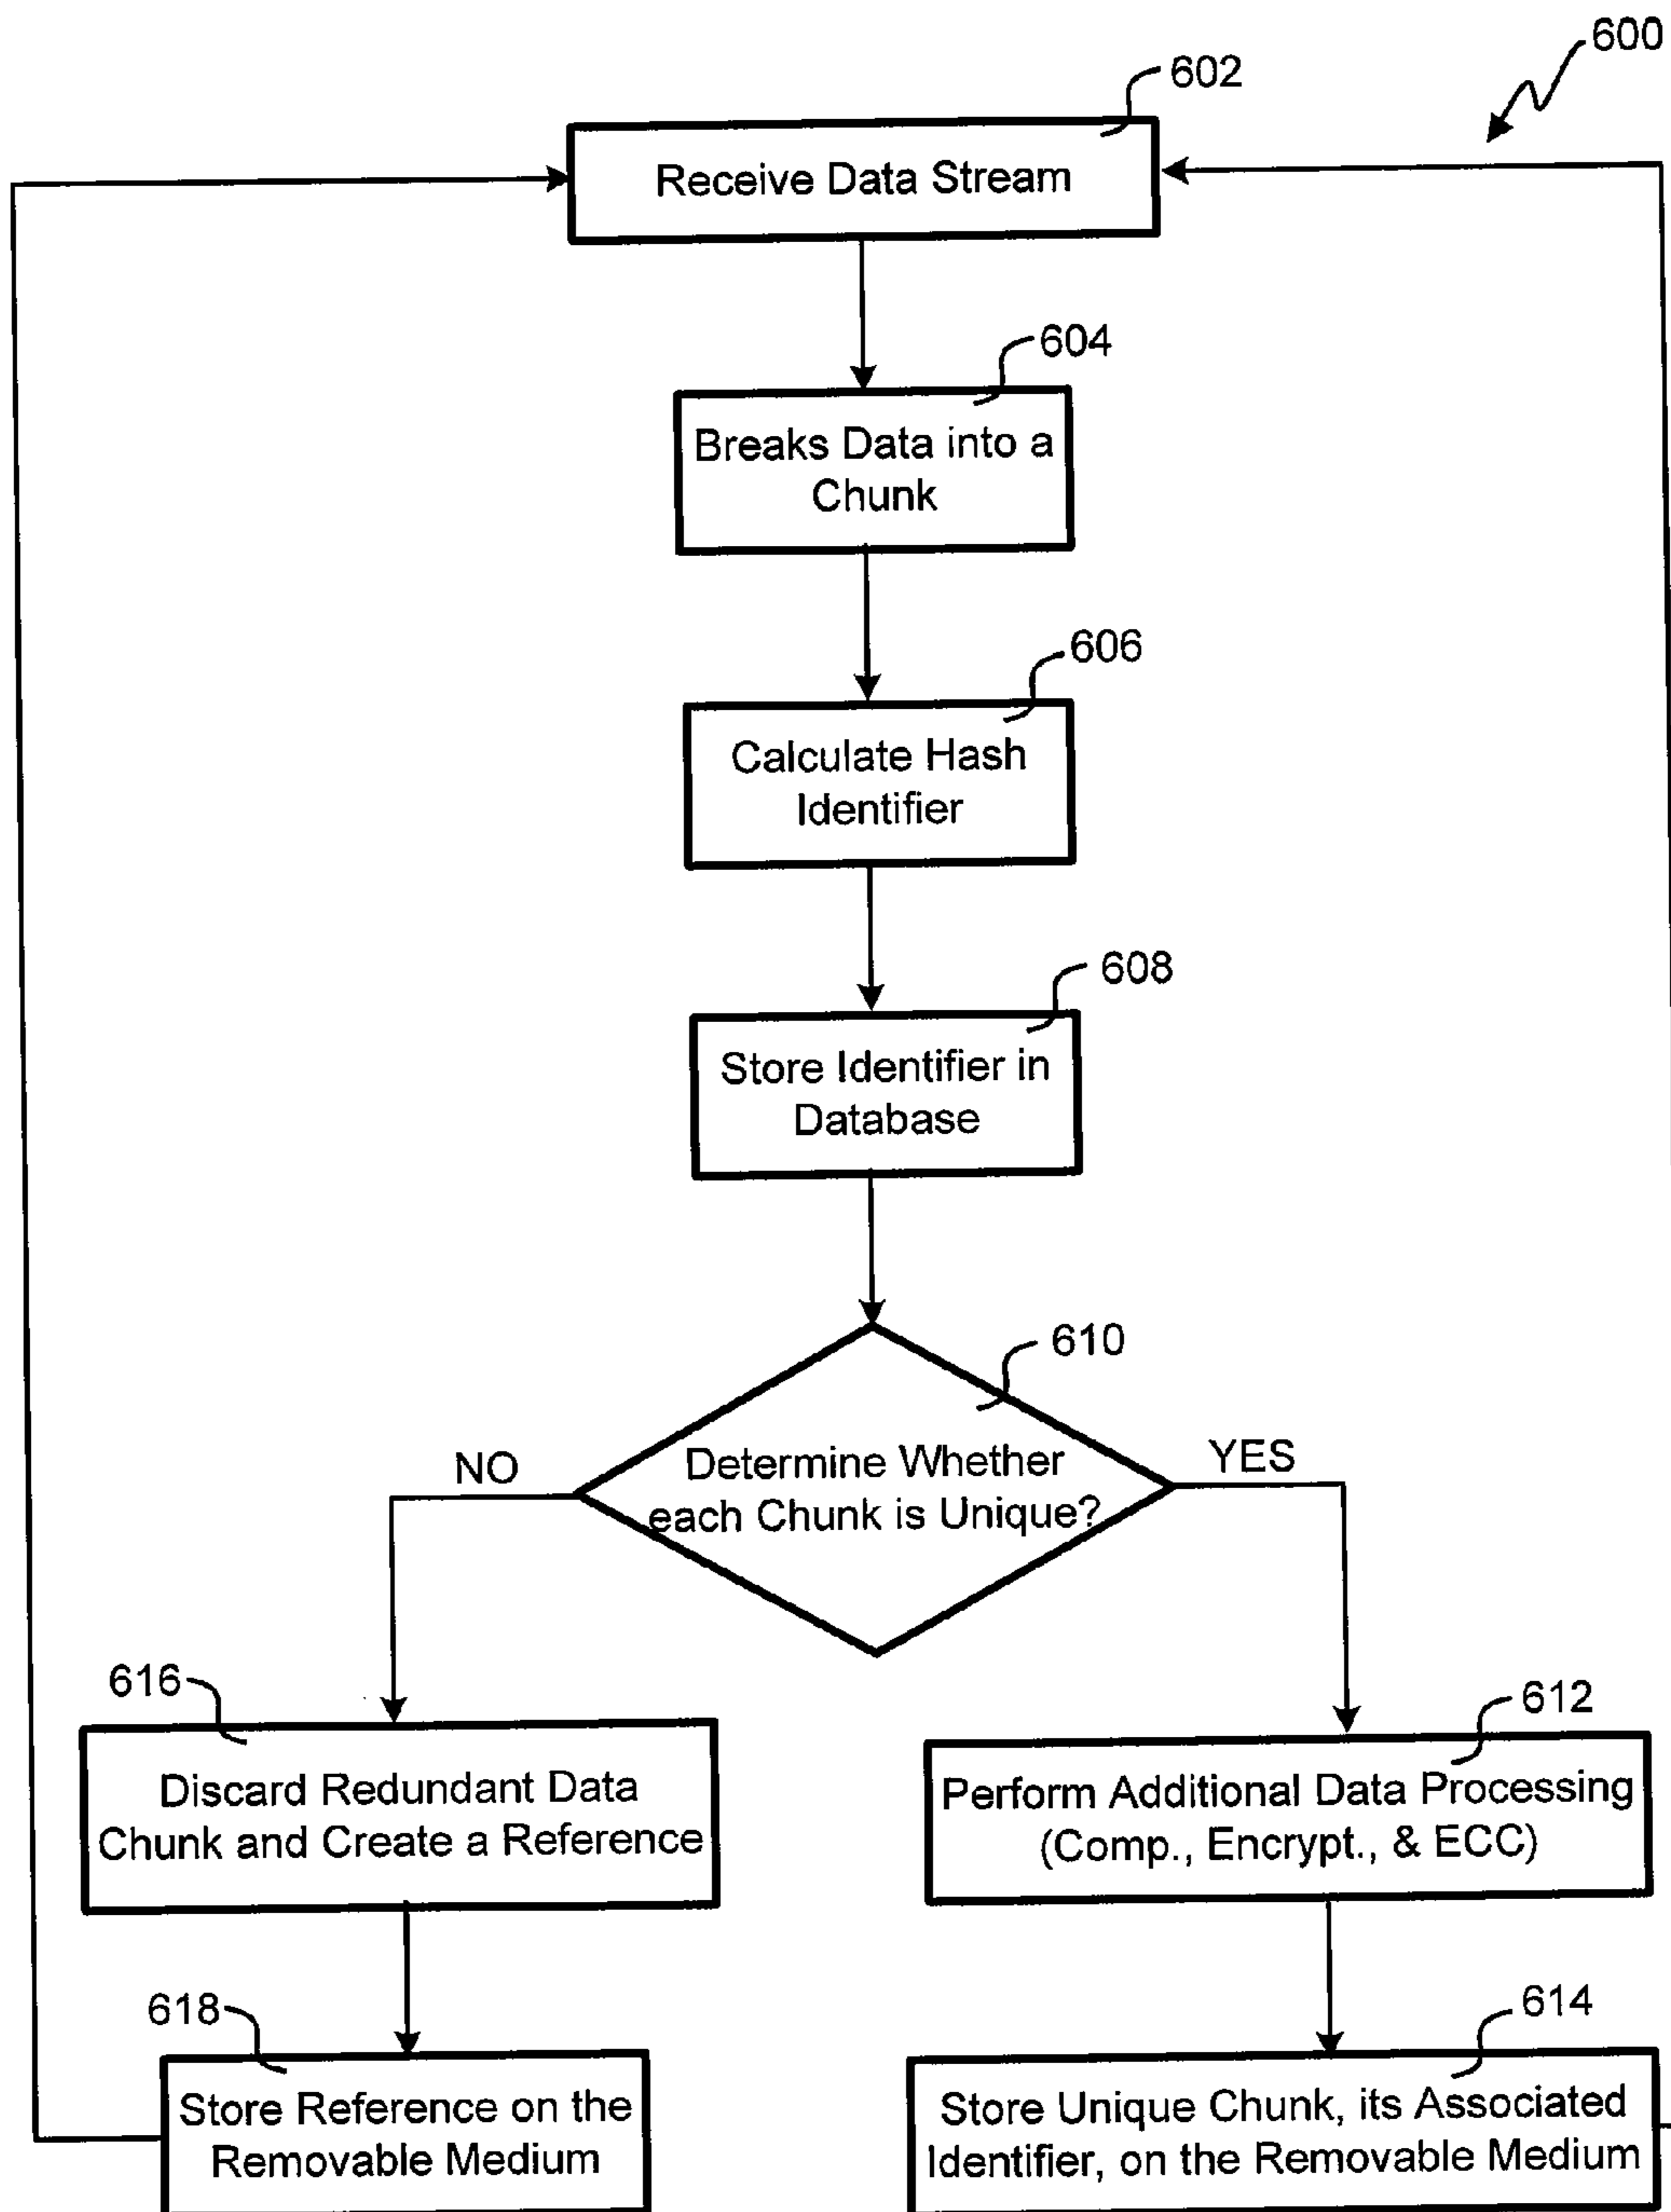 600
602
Receive Data Stream
604
Breaks Data into a
Chunk
606
Calculate Hash
Identifier
608
Store Identifier in
Database
610
NO
YES
Determine Whether
each Chunk is Unique?
616
Discard Redundant Data
Chunk and Create a Reference
612
Perform Additional Data Processing
(Comp., Encrypt., & ECC)
618
Store Reference on the
Removable Medium
614
Store Unique Chunk, its Associated
Identifier, on the Removable Medium